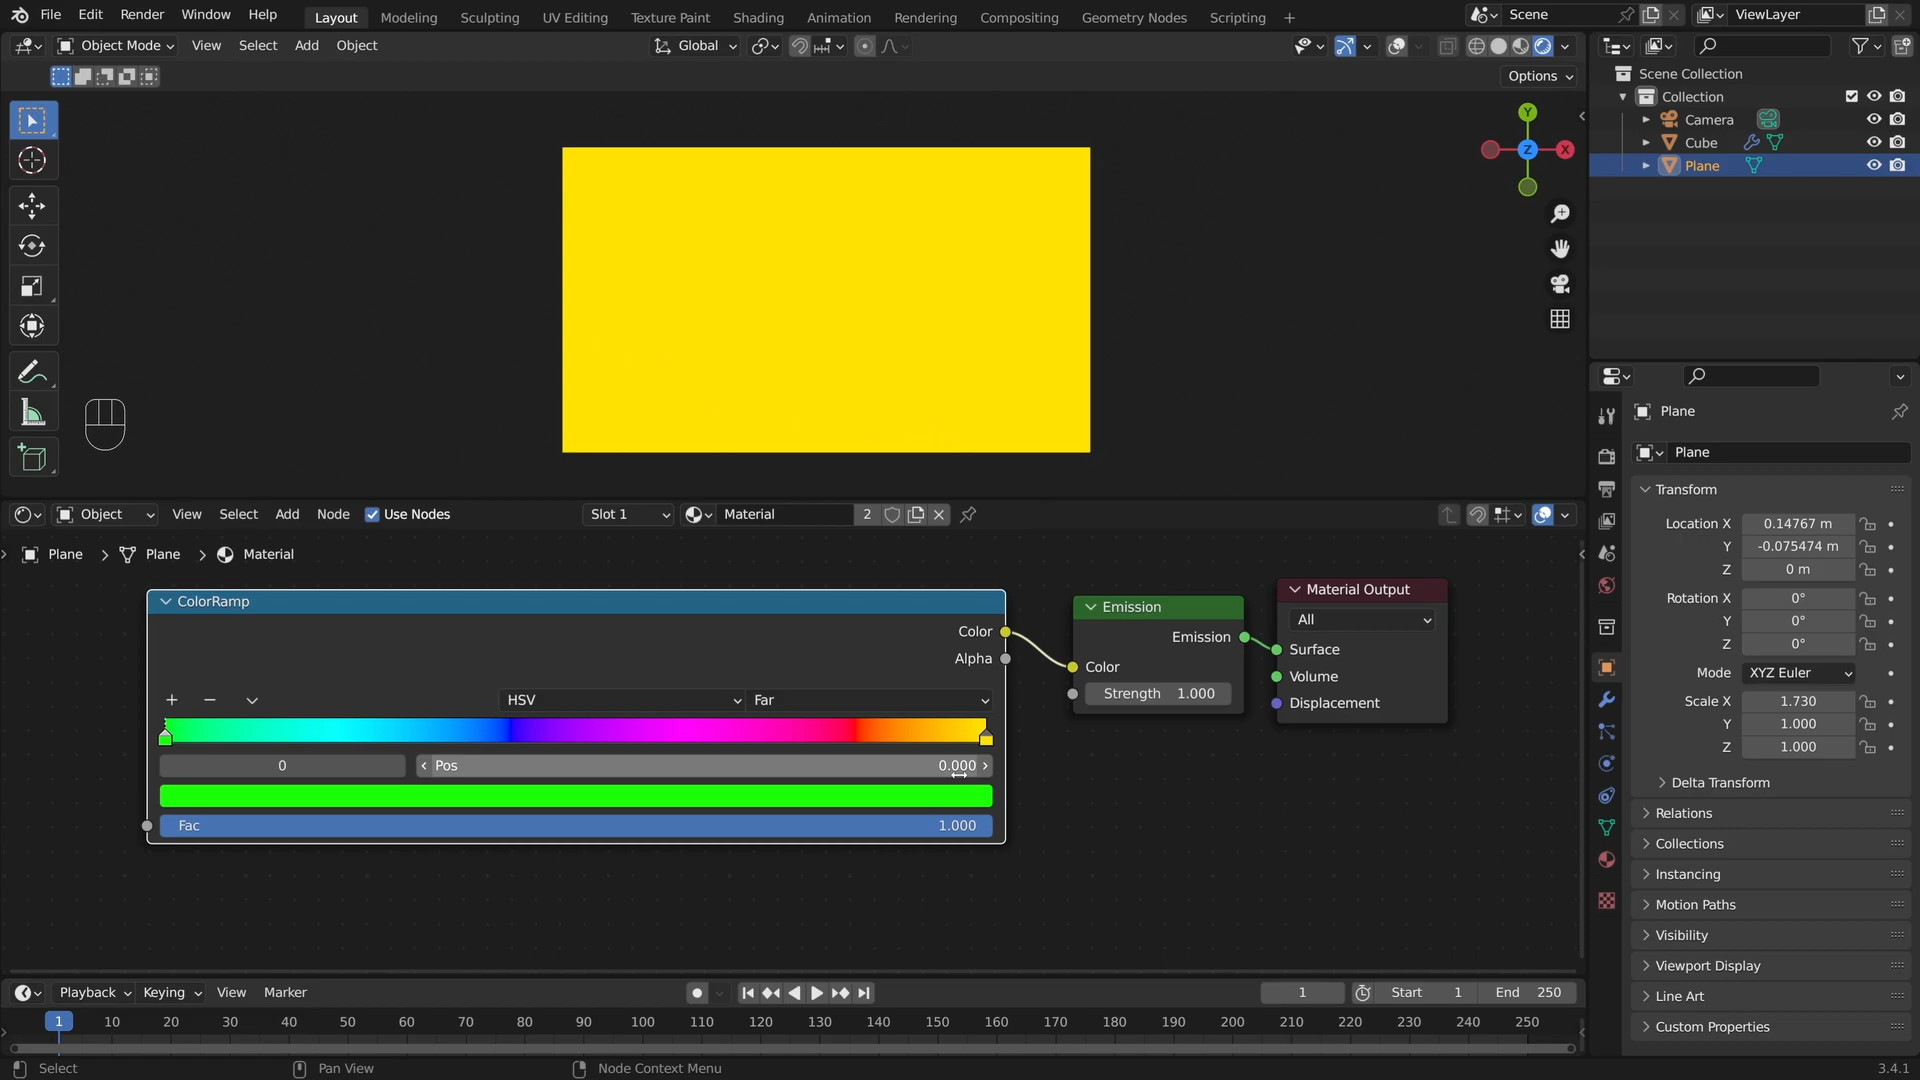 File Edit Render Window Help Layout Modeling Sculpting UV Editing Texture Paint Shading Animation Rendering Compositing Geometry Nodes Scripting + Scene ViewLayer
Object Mode View Select Add Object Global
Options
Scene Collection
Collection
Camera
Cube
Plane
Y
Z
X
Plane
Plane
Transform
Location X 0.14767 m
Y -0.075474 m
Z 0 m
Rotation X 0°
Y 0°
Z 0°
Mode XYZ Euler
Scale X 1.730
Y 1.000
Z 1.000
Delta Transform
Relations
Collections
Instancing
Motion Paths
Visibility
Viewport Display
Line Art
Custom Properties
Object View Select Add Node Use Nodes Slot 1 Material 2
Plane Plane Material
ColorRamp
Color
Alpha
HSV Far
0 Pos 0.000
Fac 1.000
Emission
Emission
Color
Strength 1.000
Material Output
All
Surface
Volume
Displacement
Playback Keying View Marker 1 Start 1 End 250
1 10 20 30 40 50 60 70 80 90 100 110 120 130 140 150 160 170 180 190 200 210 220 230 240 250
Select Pan View Node Context Menu 3.4.1